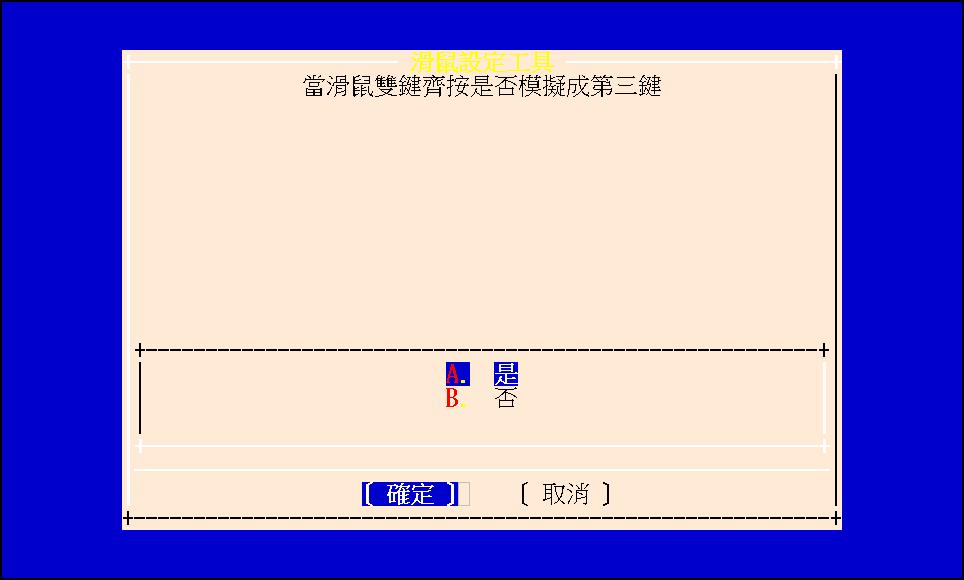 滑鼠設定工具
當滑鼠雙鍵齊按是否模擬成第三鍵
A. 是
B. 否
[ 確定 ] [ 取消 ]